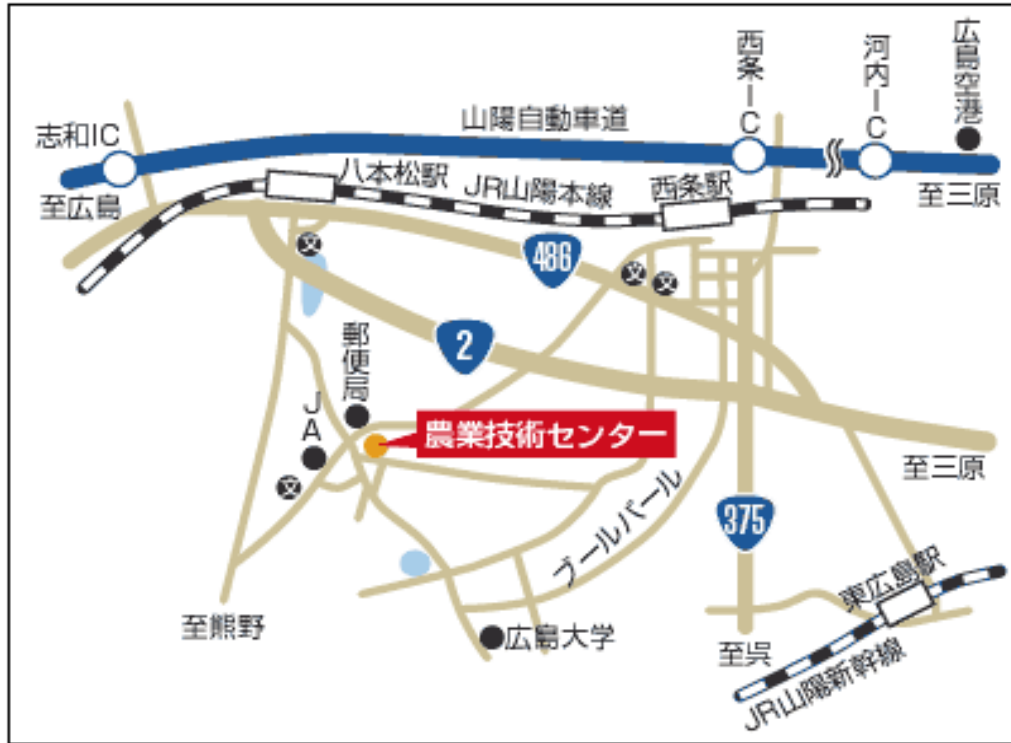 広島空港
西条IC
河内IC
志和IC
山陽自動車道
至広島
八本松駅
JR山陽本線
西条駅
至三原
文
486
文
文
2
郵便局
JA
農業技術センター
文
至三原
ブールバール
375
東広島駅
至熊野
広島大学
至呉
JR山陽新幹線